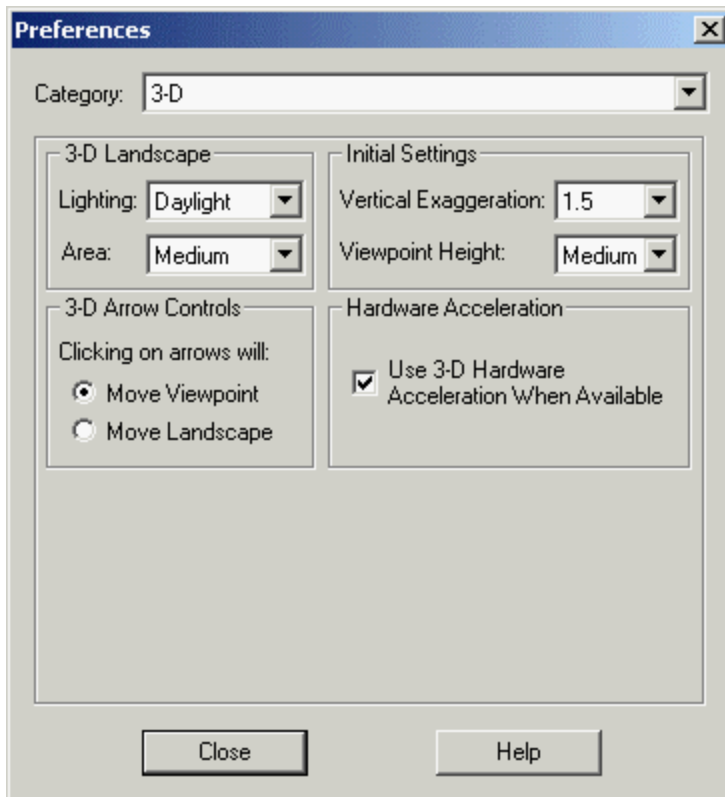 Preferences
Category: 3-D
3-D Landscape
Lighting: Daylight
Area: Medium
Initial Settings
Vertical Exaggeration: 1.5
Viewpoint Height: Medium
3-D Arrow Controls
Clicking on arrows will:
Move Viewpoint
Move Landscape
Hardware Acceleration
Use 3-D Hardware
Acceleration When Available
Close
Help